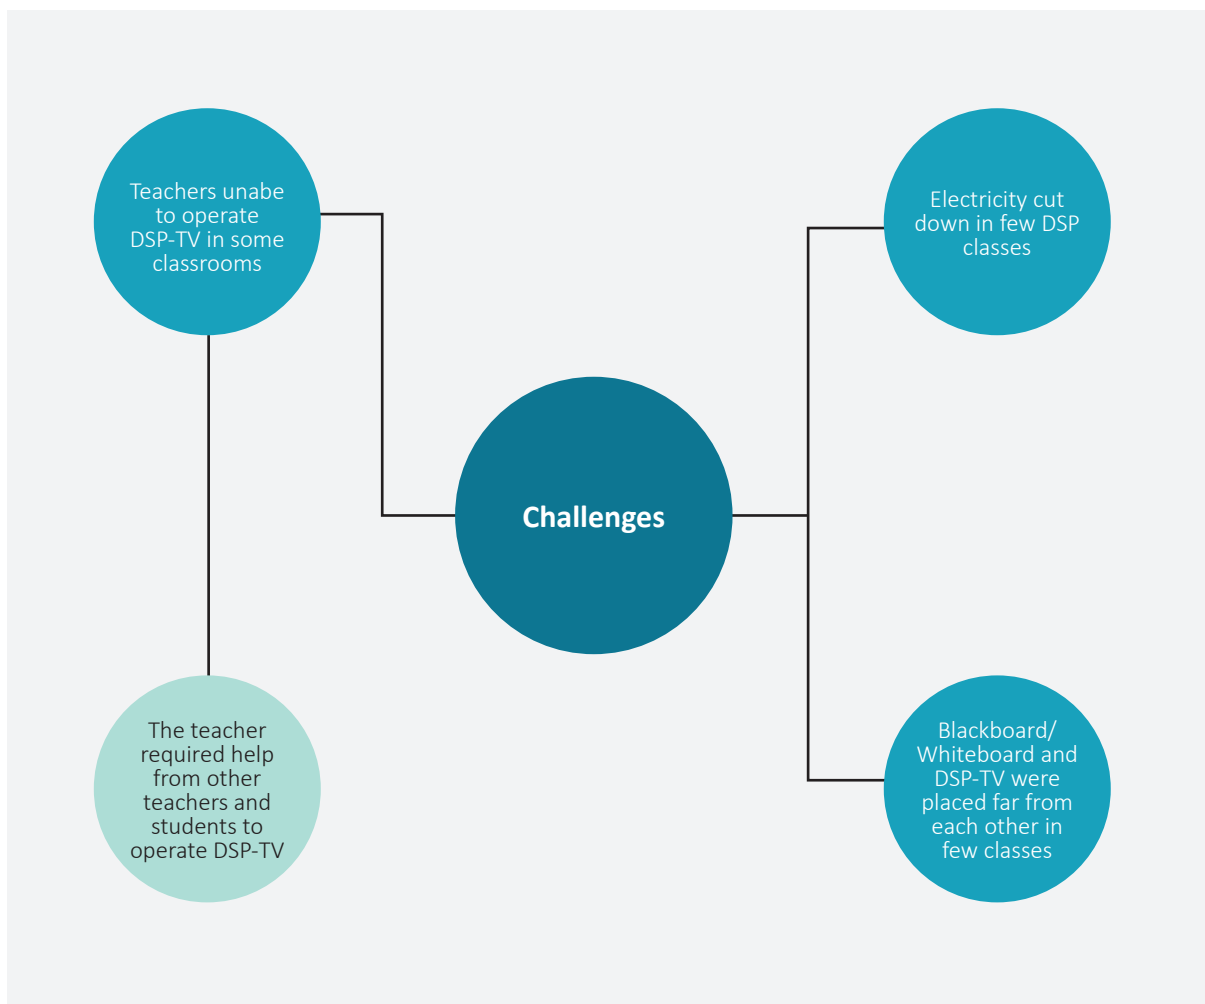 Teachers unabe
to operate
DSP-TV in some
classrooms
Electricity cut
down in few DSP
classes
Challenges
The teacher
required help
from other
teachers and
students to
operate DSP-TV
Blackboard/
Whiteboard and
DSP-TV were
placed far from
each other in
few classes